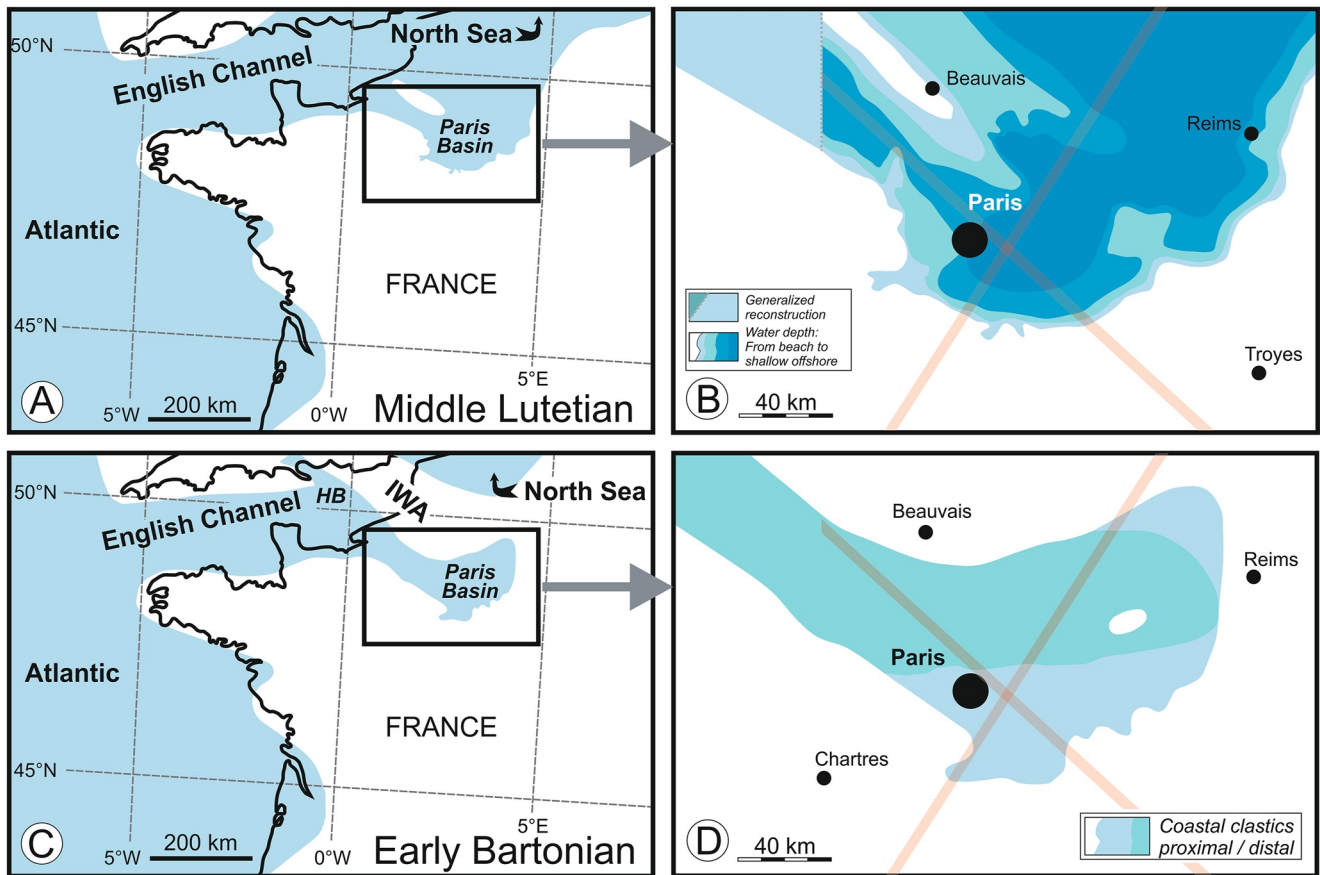 50°N
North Sea
English Channel
Paris
Basin
Atlantic
FRANCE
45°N
5°E
A
5°W
200 km
0°W
Middle Lutetian
Beauvais
Reims
Paris
Generalized
reconstruction
Water depth:
From beach to
shallow offshore
Troyes
B
40 km
50°N
HB
IWA
North Sea
English Channel
Paris
Basin
Atlantic
FRANCE
45°N
5°E
C
5°W
200 km
0°W
Early Bartonian
Beauvais
Reims
Paris
Chartres
D
40 km
Coastal clastics
proximal / distal